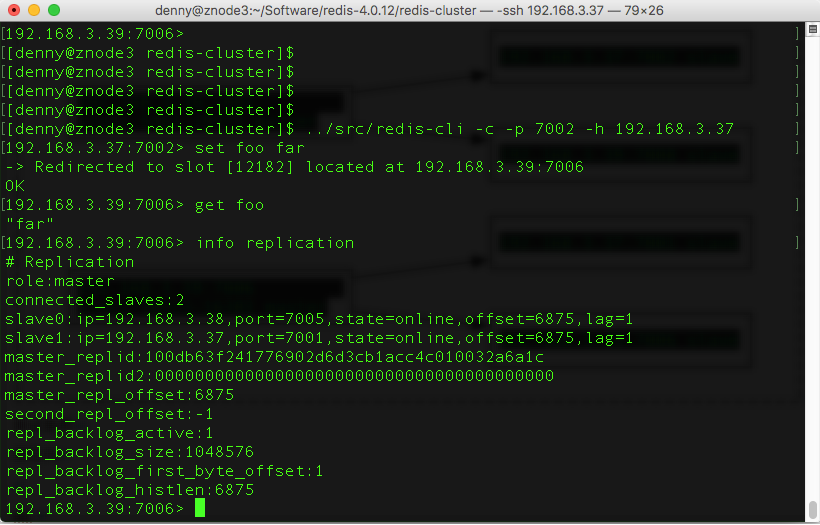 denny@znode3:~/Software/redis-4.0.12/redis-cluster — -ssh 192.168.3.37 — 79×26
[192.168.3.39:7006> ]
[[denny@znode3 redis-cluster]$ ]
[[denny@znode3 redis-cluster]$ ]
[[denny@znode3 redis-cluster]$ ]
[[denny@znode3 redis-cluster]$ ]
[[denny@znode3 redis-cluster]$ ../src/redis-cli -c -p 7002 -h 192.168.3.37 ]
[192.168.3.37:7002> set foo far ]
-> Redirected to slot [12182] located at 192.168.3.39:7006
OK
[192.168.3.39:7006> get foo ]
"far"
[192.168.3.39:7006> info replication ]
# Replication
role:master
connected_slaves:2
slave0:ip=192.168.3.38,port=7005,state=online,offset=6875,lag=1
slave1:ip=192.168.3.37,port=7001,state=online,offset=6875,lag=1
master_replid:100db63f241776902d6d3cb1acc4c010032a6a1c
master_replid2:0000000000000000000000000000000000000000
master_repl_offset:6875
second_repl_offset:-1
repl_backlog_active:1
repl_backlog_size:1048576
repl_backlog_first_byte_offset:1
repl_backlog_histlen:6875
192.168.3.39:7006>